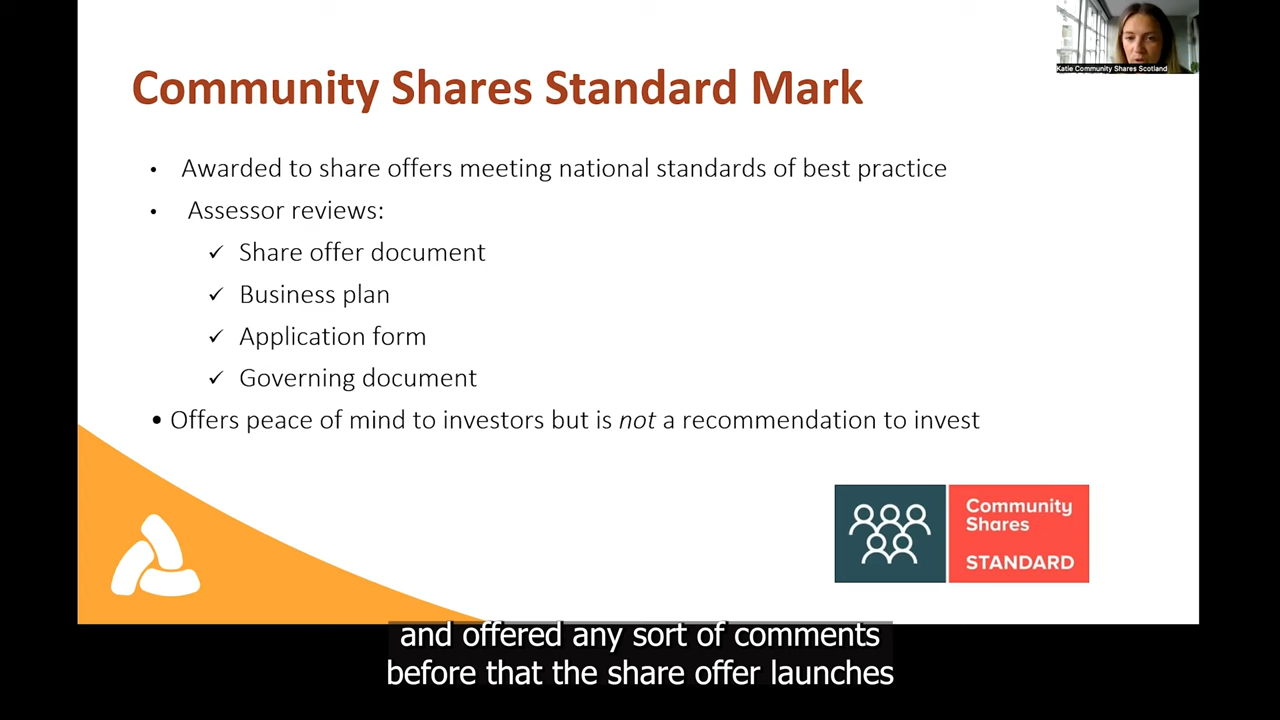 Katie Community Shares Scotland
Community Shares Standard Mark
• Awarded to share offers meeting national standards of best practice
• Assessor reviews:
✓ Share offer document
✓ Business plan
✓ Application form
✓ Governing document
• Offers peace of mind to investors but is not a recommendation to invest
Community
Shares
STANDARD
and offered any sort of comments
before that the share offer launches